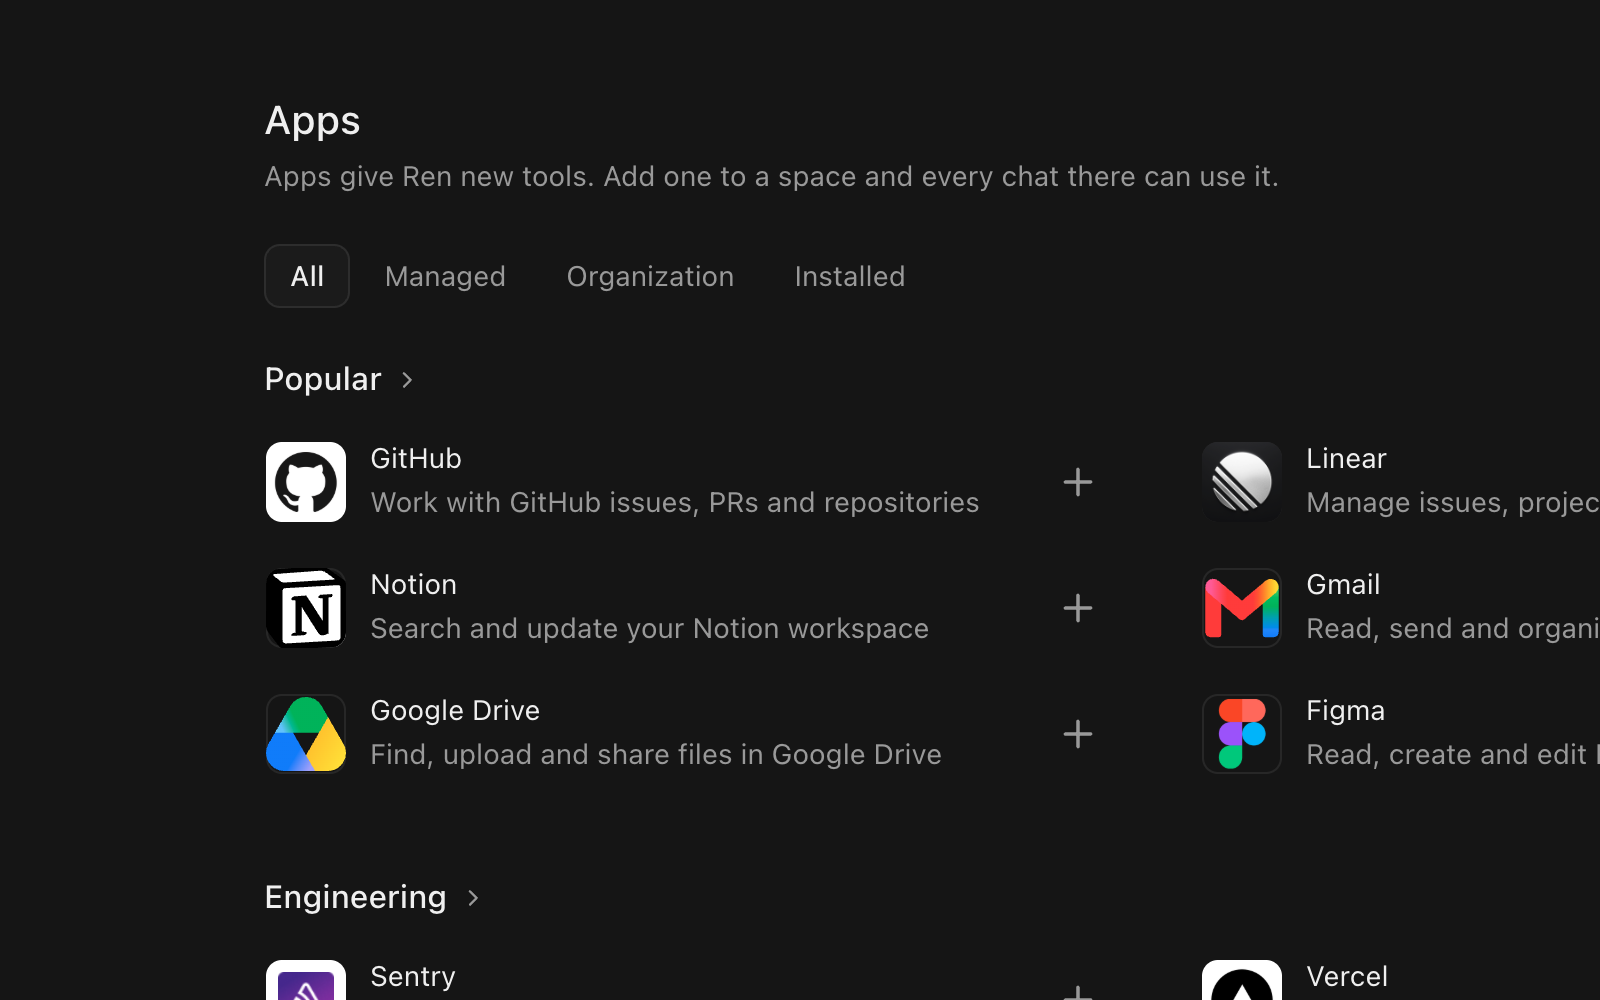 Apps
Apps give Ren new tools. Add one to a space and every chat there can use it.
All
Managed
Organization
Installed
Popular
GitHub
Work with GitHub issues, PRs and repositories
Linear
Manage issues, projec
Notion
Search and update your Notion workspace
Gmail
Read, send and organi
Google Drive
Find, upload and share files in Google Drive
Figma
Read, create and edit
Engineering
Sentry
Vercel